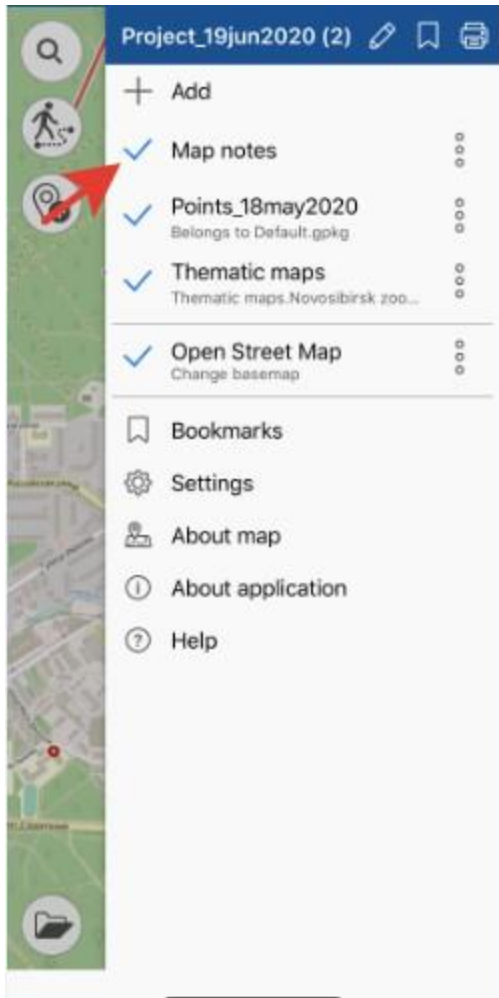 Project_19jun2020 (2)
Add
Map notes
Points_18may2020
Belongs to Default.gpkg
Thematic maps
Thematic maps.Novosibirsk zoo...
Open Street Map
Change basemap
Bookmarks
Settings
About map
About application
Help